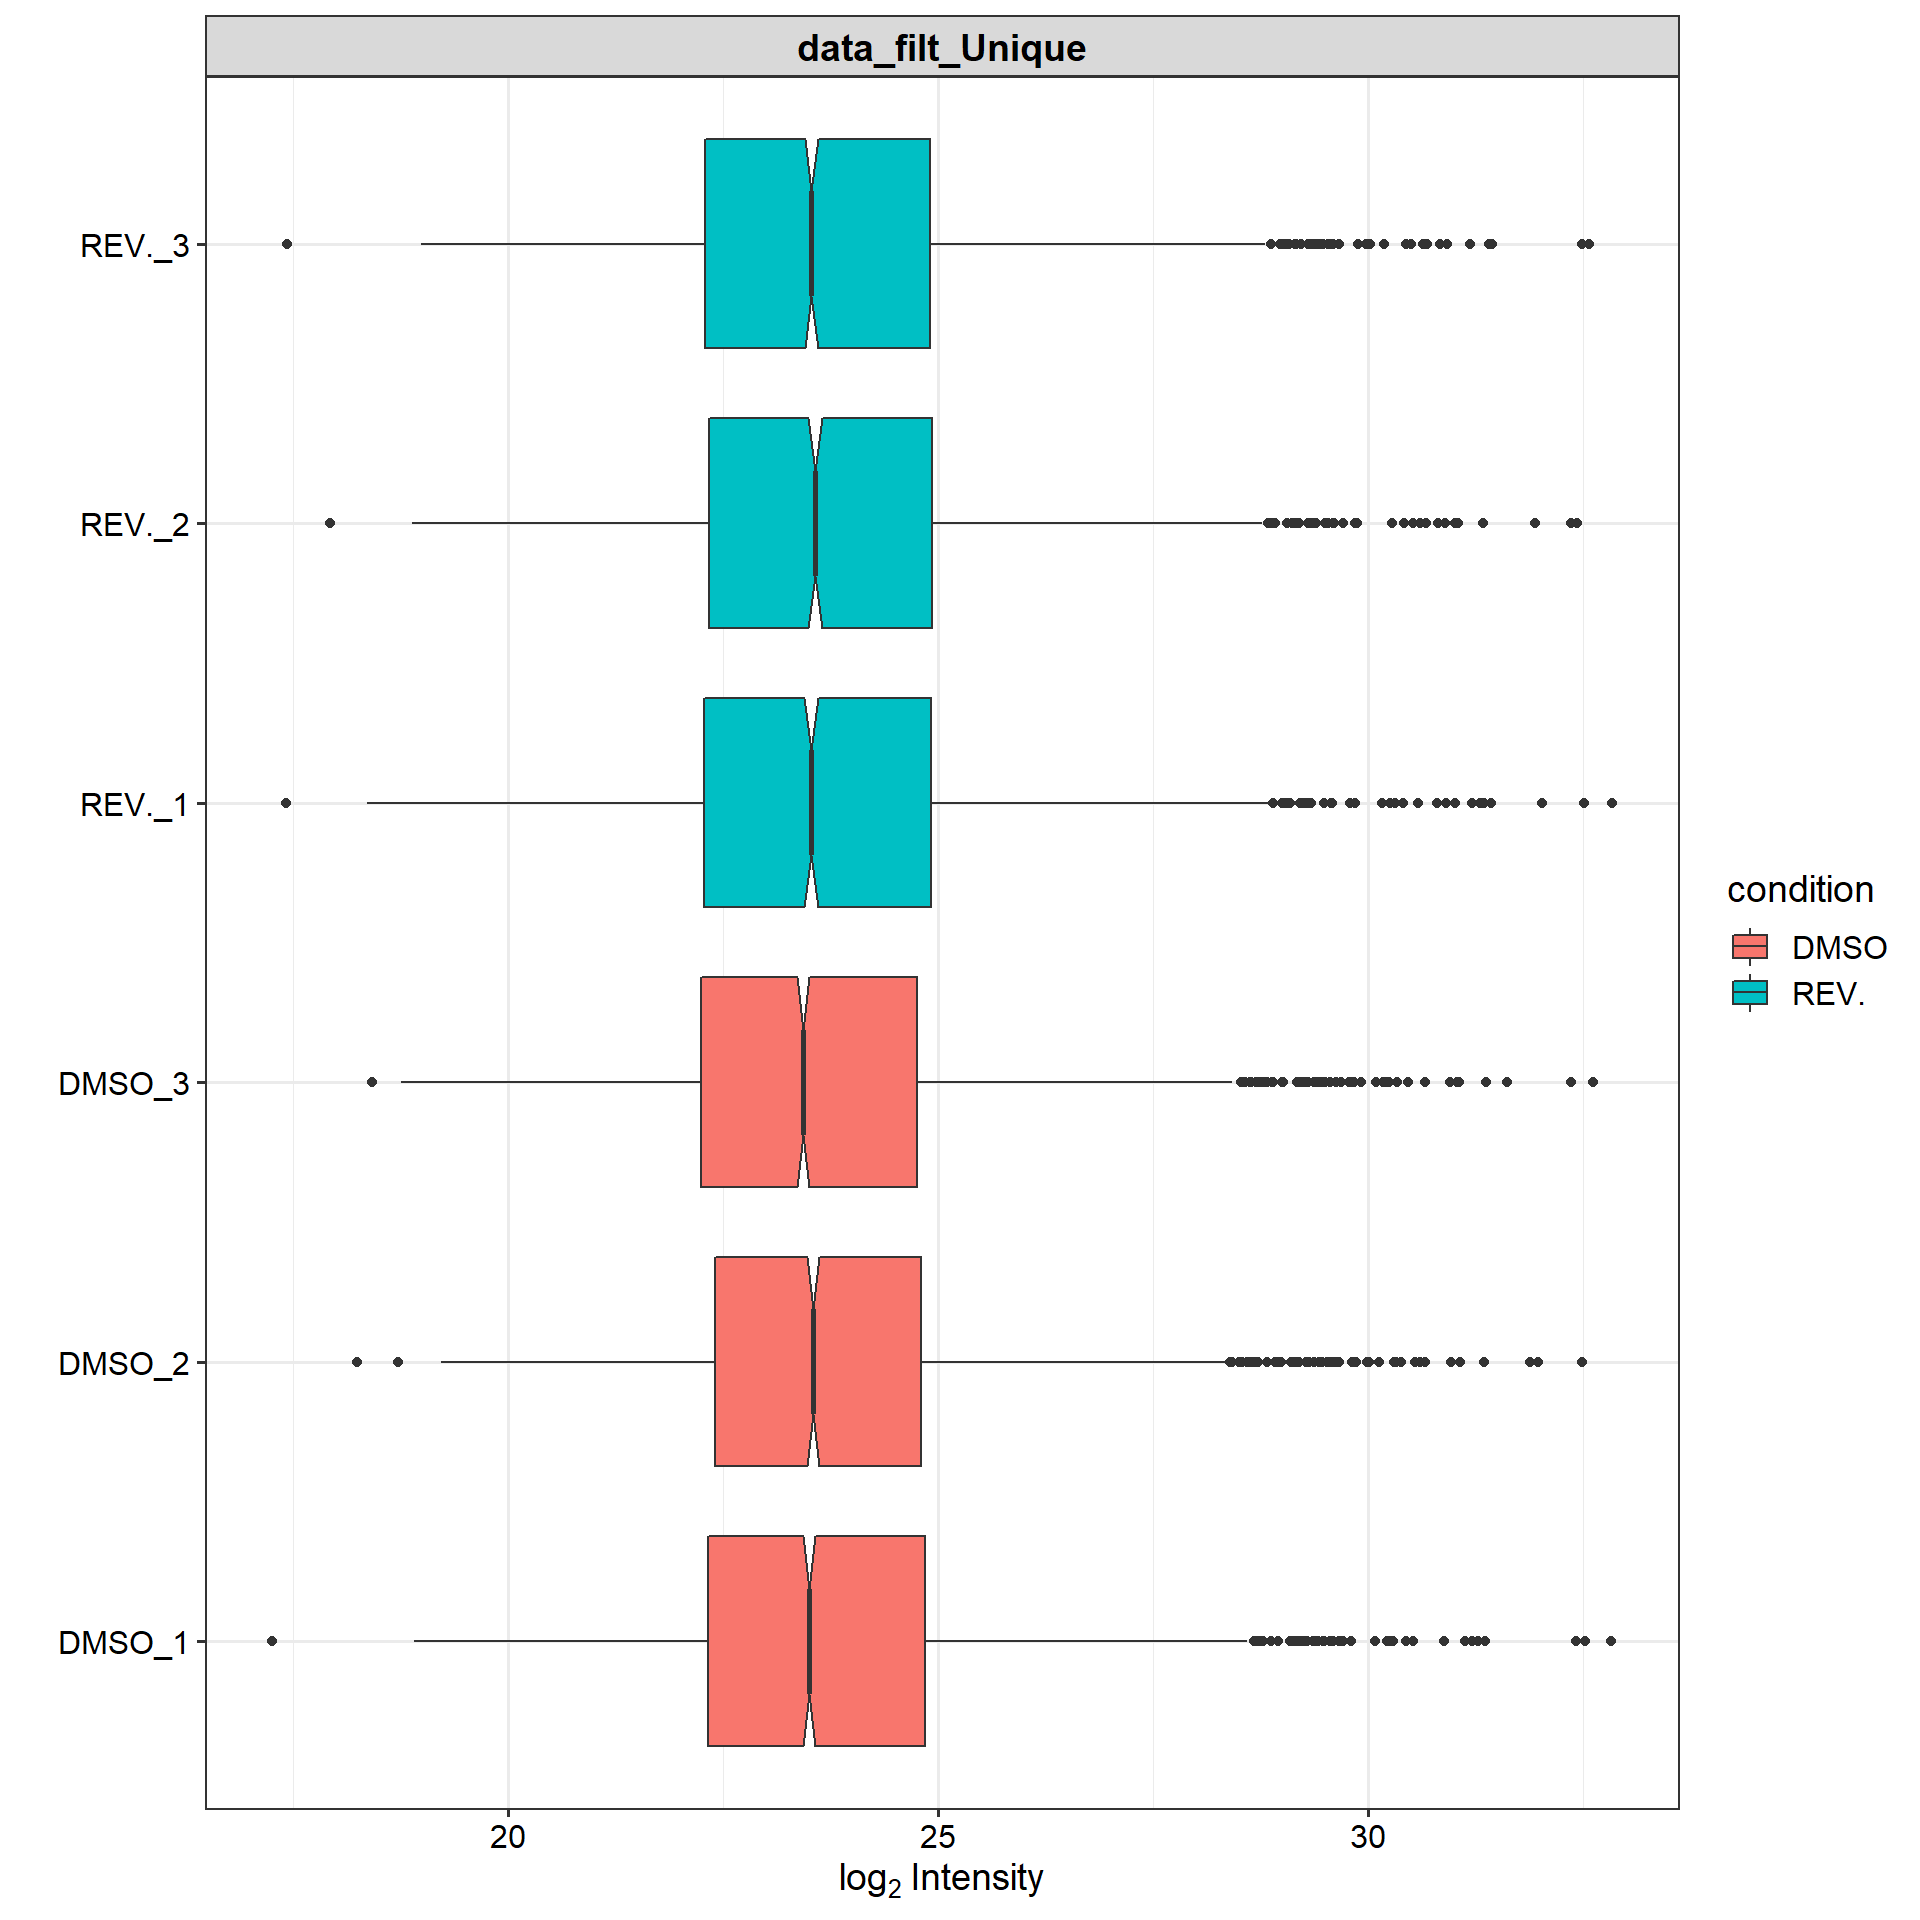 data_filt_Unique
REV._3
REV._2
REV._1
DMSO_3
DMSO_2
DMSO_1
20 25 30
log₂ Intensity
condition
DMSO
REV.